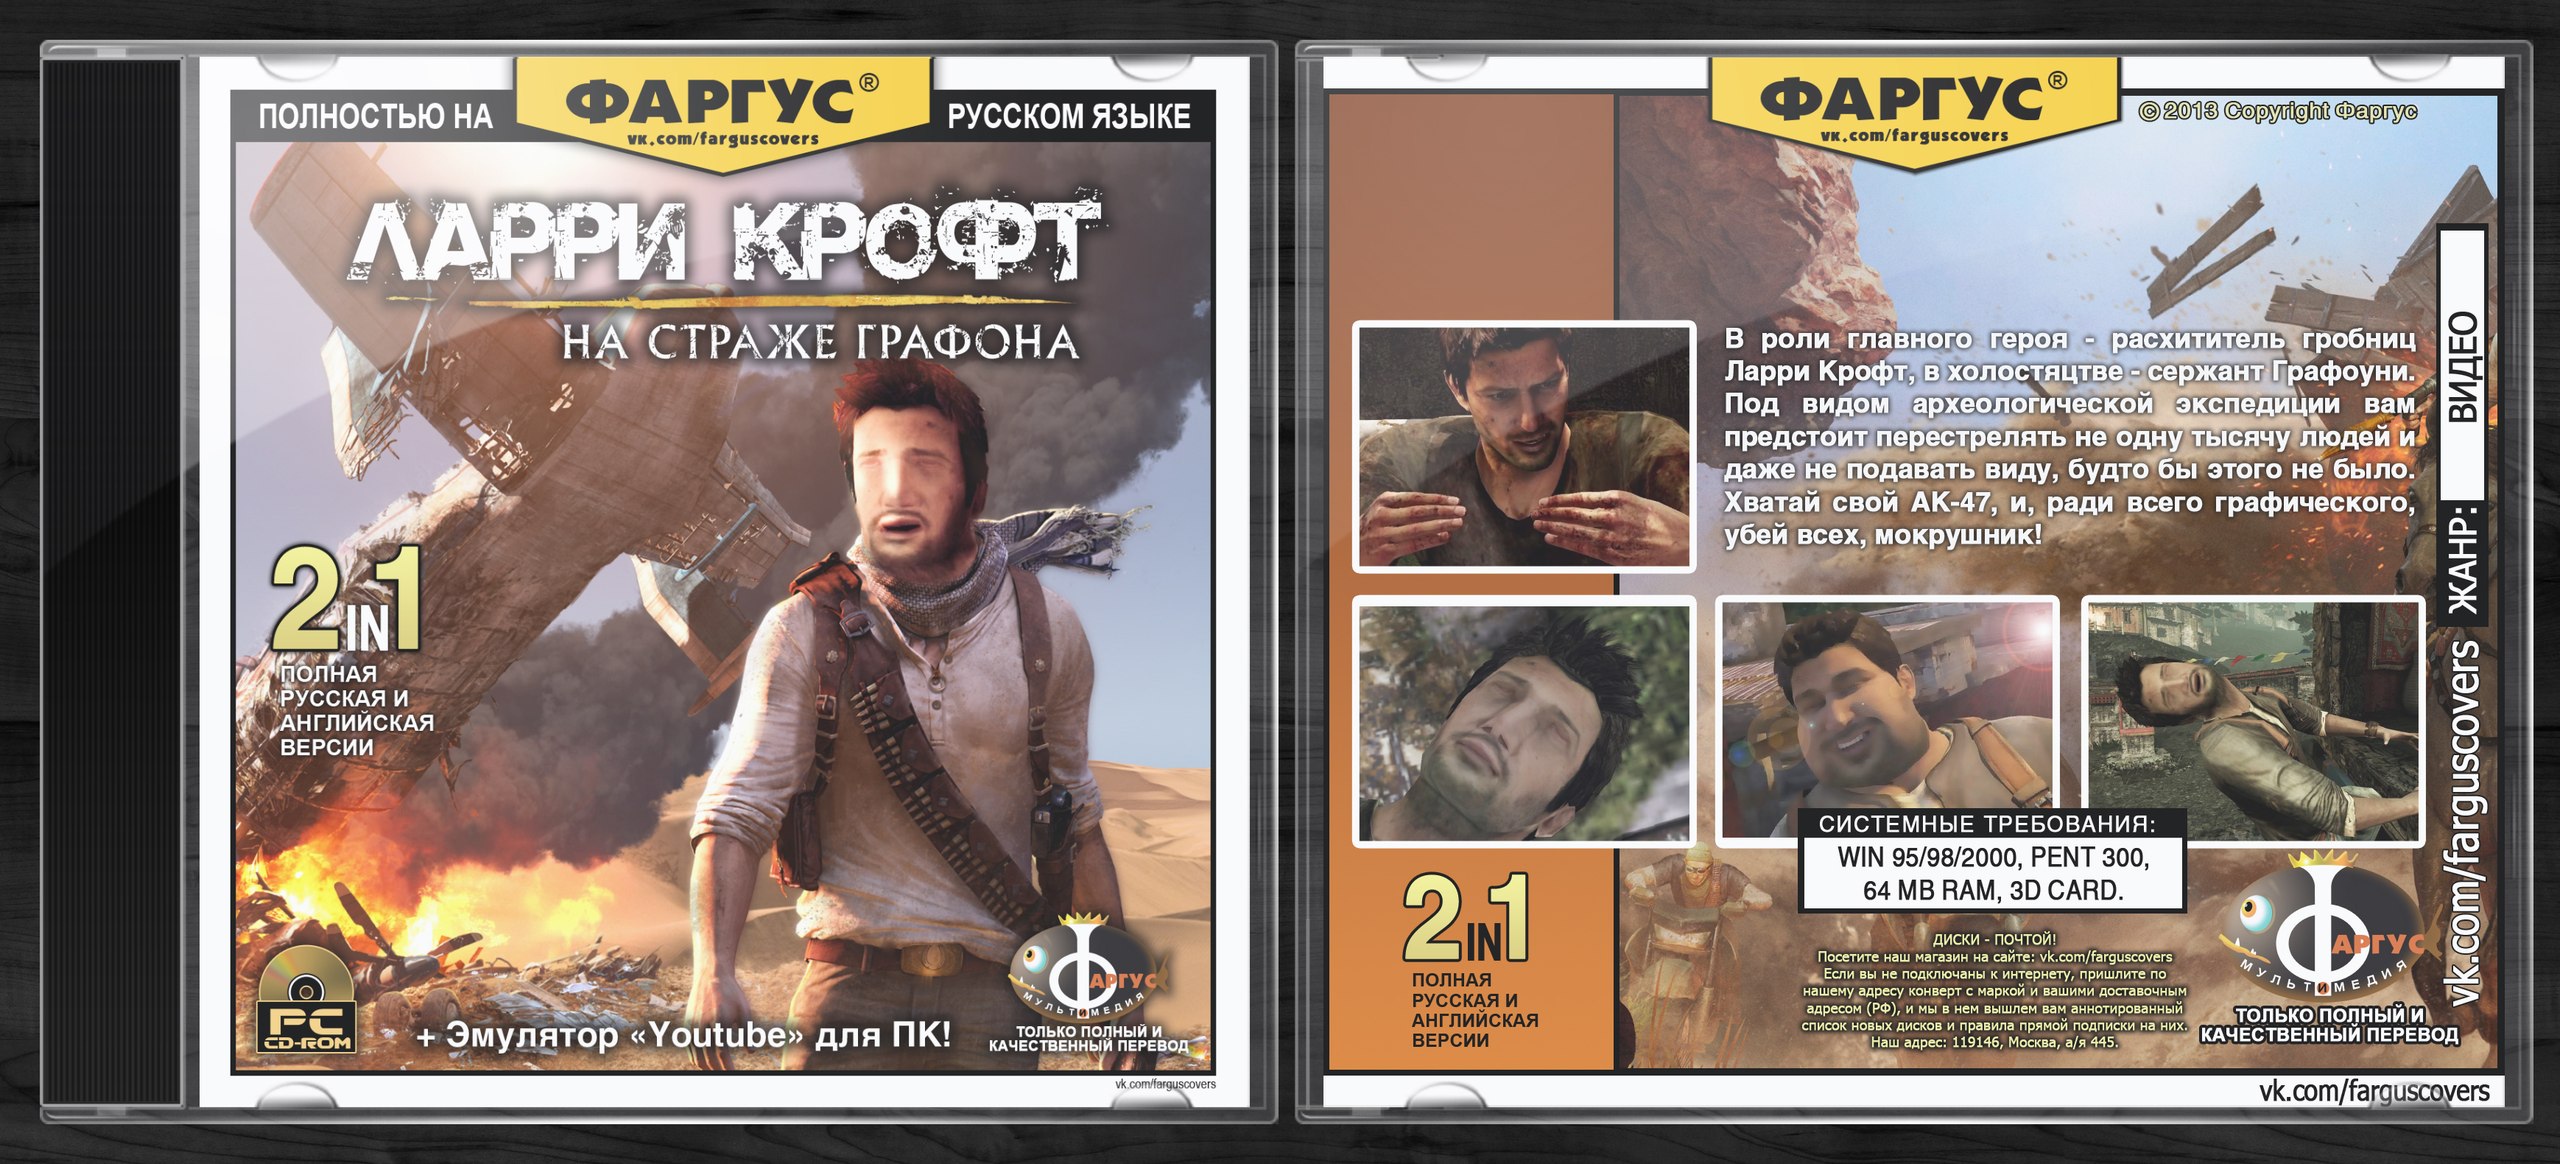 ПОЛНОСТЬЮ НА
ФАРГУС®
vk.com/farguscovers
РУССКОМ ЯЗЫКЕ
ЛАРРИ КРОФТ
НА СТРАЖЕ ГРАФОНА
2IN1
ПОЛНАЯ
РУССКАЯ И
АНГЛИЙСКАЯ
ВЕРСИИ
PC
CD-ROM
+ Эмулятор «Youtube» для ПК!
ФАРГУС
МУЛЬТИМЕДИЯ
ТОЛЬКО ПОЛНЫЙ И
КАЧЕСТВЕННЫЙ ПЕРЕВОД
vk.com/farguscovers
ФАРГУС®
vk.com/farguscovers
© 2013 Copyright Фаргус
В роли главного героя - расхититель гробниц
Ларри Крофт, в холостяцтве - сержант Графоуни.
Под видом археологической экспедиции вам
предстоит перестрелять не одну тысячу людей и
даже не подавать виду, будто бы этого не было.
Хватай свой АК-47, и, ради всего графического,
убей всех, мокрушник!
ЖАНР: ВИДЕО
vk.com/farguscovers
СИСТЕМНЫЕ ТРЕБОВАНИЯ:
WIN 95/98/2000, PENT 300,
64 MB RAM, 3D CARD.
2IN1
ПОЛНАЯ
РУССКАЯ И
АНГЛИЙСКАЯ
ВЕРСИИ
ДИСКИ - ПОЧТОЙ!
Посетите наш магазин на сайте: vk.com/farguscovers
Если вы не подключаны к интернету, пришлите по
нашему адресу конверт с маркой и вашими доставочным
адресом (РФ), и мы в нем вышлем вам аннотированный
список новых дисков и правила прямой подписки на них.
Наш адрес: 119146, Москва, а/я 445.
ФАРГУС
МУЛЬТИМЕДИЯ
ТОЛЬКО ПОЛНЫЙ И
КАЧЕСТВЕННЫЙ ПЕРЕВОД
vk.com/farguscovers